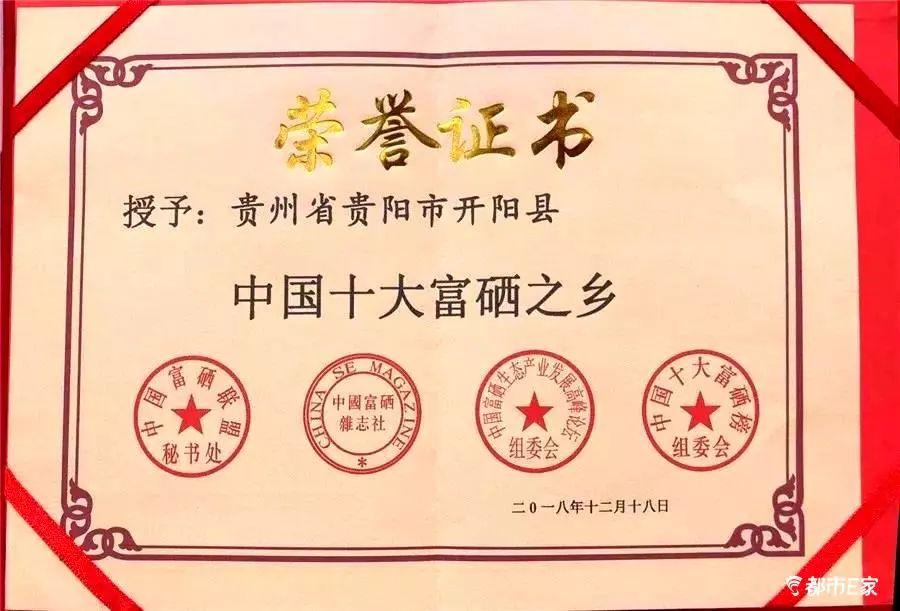 荣誉证书
授予：贵州省贵阳市开阳县
中国十大富硒之乡
中国富硒联盟
秘书处
CHINA SE MAGAZINE
中國富硒
雜志社
*
中国富硒生态产业发展高峰论坛
组委会
中国十大富硒榜
组委会
二0一八年十二月十八日
都市E家